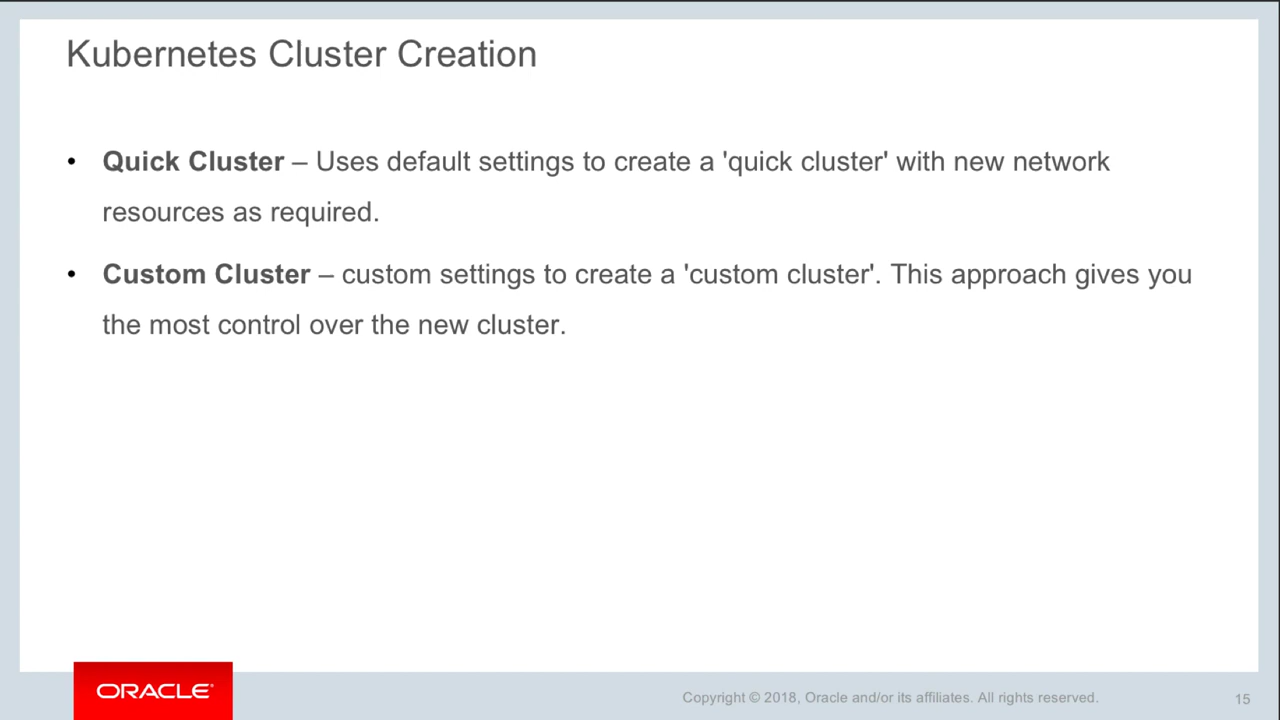 Kubernetes Cluster Creation
• Quick Cluster – Uses default settings to create a 'quick cluster' with new network
resources as required.
• Custom Cluster – custom settings to create a 'custom cluster'. This approach gives you
the most control over the new cluster.
ORACLE®
Copyright © 2018, Oracle and/or its affiliates. All rights reserved.
15